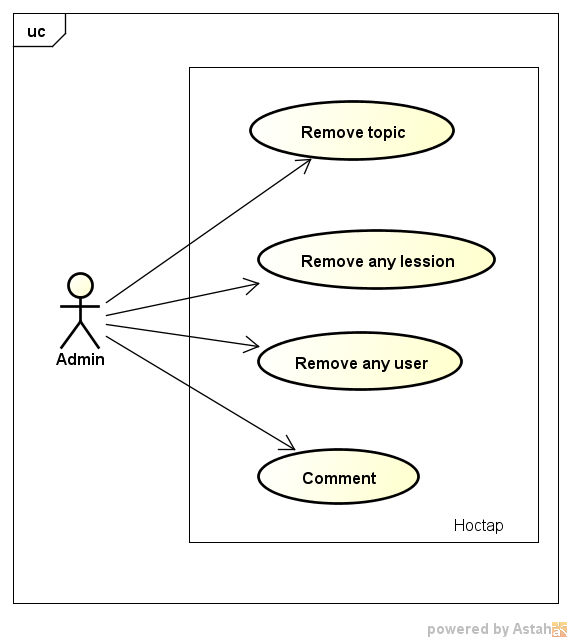 uc
Remove topic
Remove any lession
Admin
Remove any user
Comment
Hoctap
powered by Astah